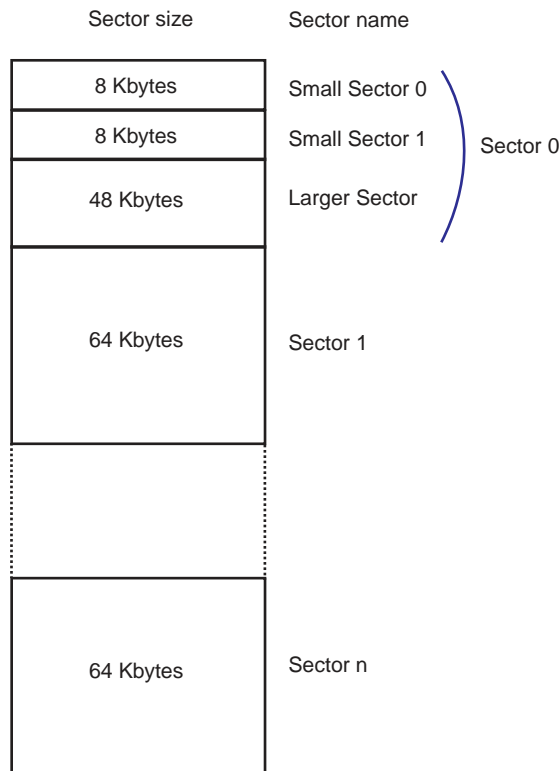 Sector size Sector name
8 Kbytes Small Sector 0
8 Kbytes Small Sector 1 Sector 0
48 Kbytes Larger Sector
64 Kbytes Sector 1
64 Kbytes Sector n